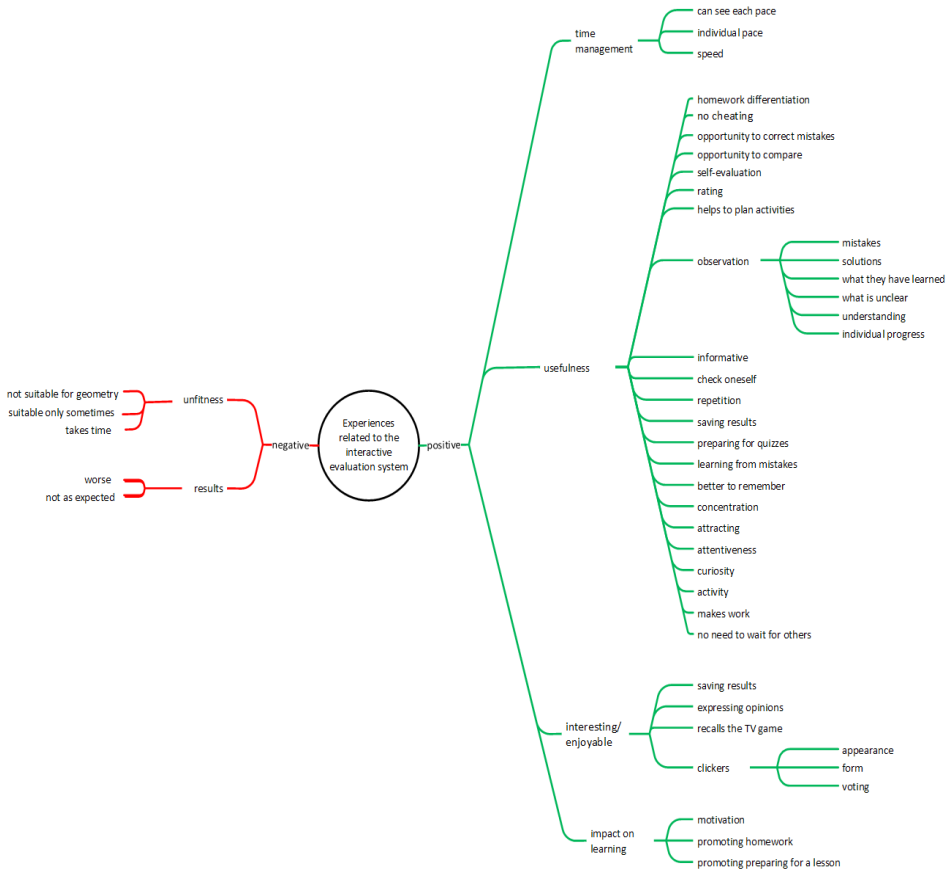 can see each pace
time
management
individual pace
speed
homework differentiation
no cheating
opportunity to correct mistakes
opportunity to compare
self-evaluation
rating
helps to plan activities
observation
mistakes
solutions
what they have learned
what is unclear
understanding
individual progress
usefulness
informative
check oneself
repetition
saving results
preparing for quizzes
learning from mistakes
better to remember
concentration
attracting
attentiveness
curiosity
activity
makes work
no need to wait for others
not suitable for geometry
suitable only sometimes
takes time
unfitness
worse
not as expected
results
negative
Experiences
related to the
interactive
evaluation system
positive
interesting/
enjoyable
saving results
expressing opinions
recalls the TV game
clickers
appearance
form
voting
impact on
learning
motivation
promoting homework
promoting preparing for a lesson